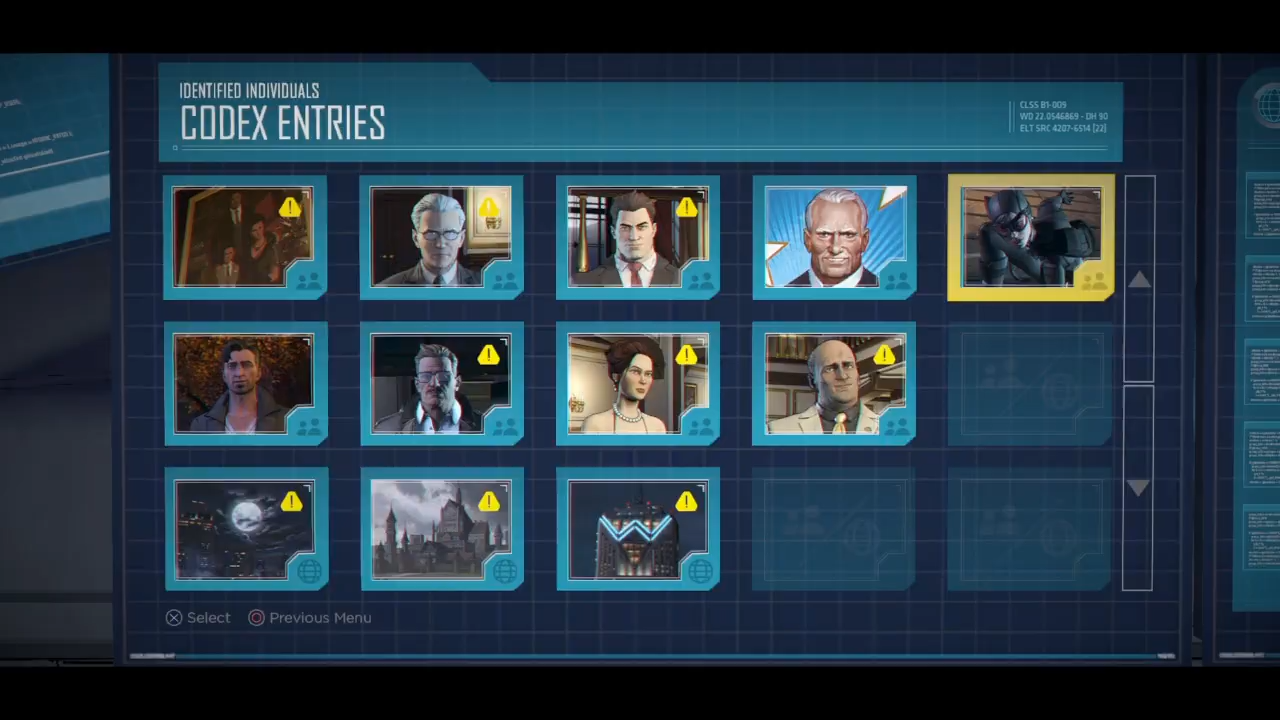 IDENTIFIED INDIVIDUALS
CODEX ENTRIES
CLSS B1-009
WD 22.0546869 - DH 90
ELT SRC 4207-6514 [22]
Select
Previous Menu